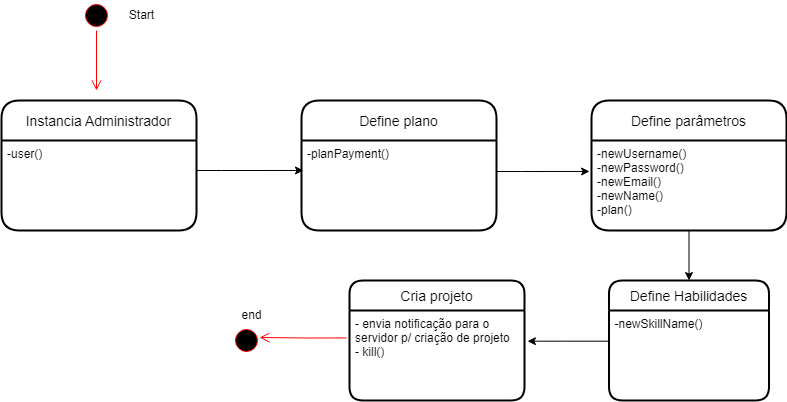 Start
Instancia Administrador
-user()
Define plano
-planPayment()
Define parâmetros
-newUsername()
-newPassword()
-newEmail()
-newName()
-plan()
Define Habilidades
-newSkillName()
Cria projeto
- envia notificação para o
servidor p/ criação de projeto
- kill()
end